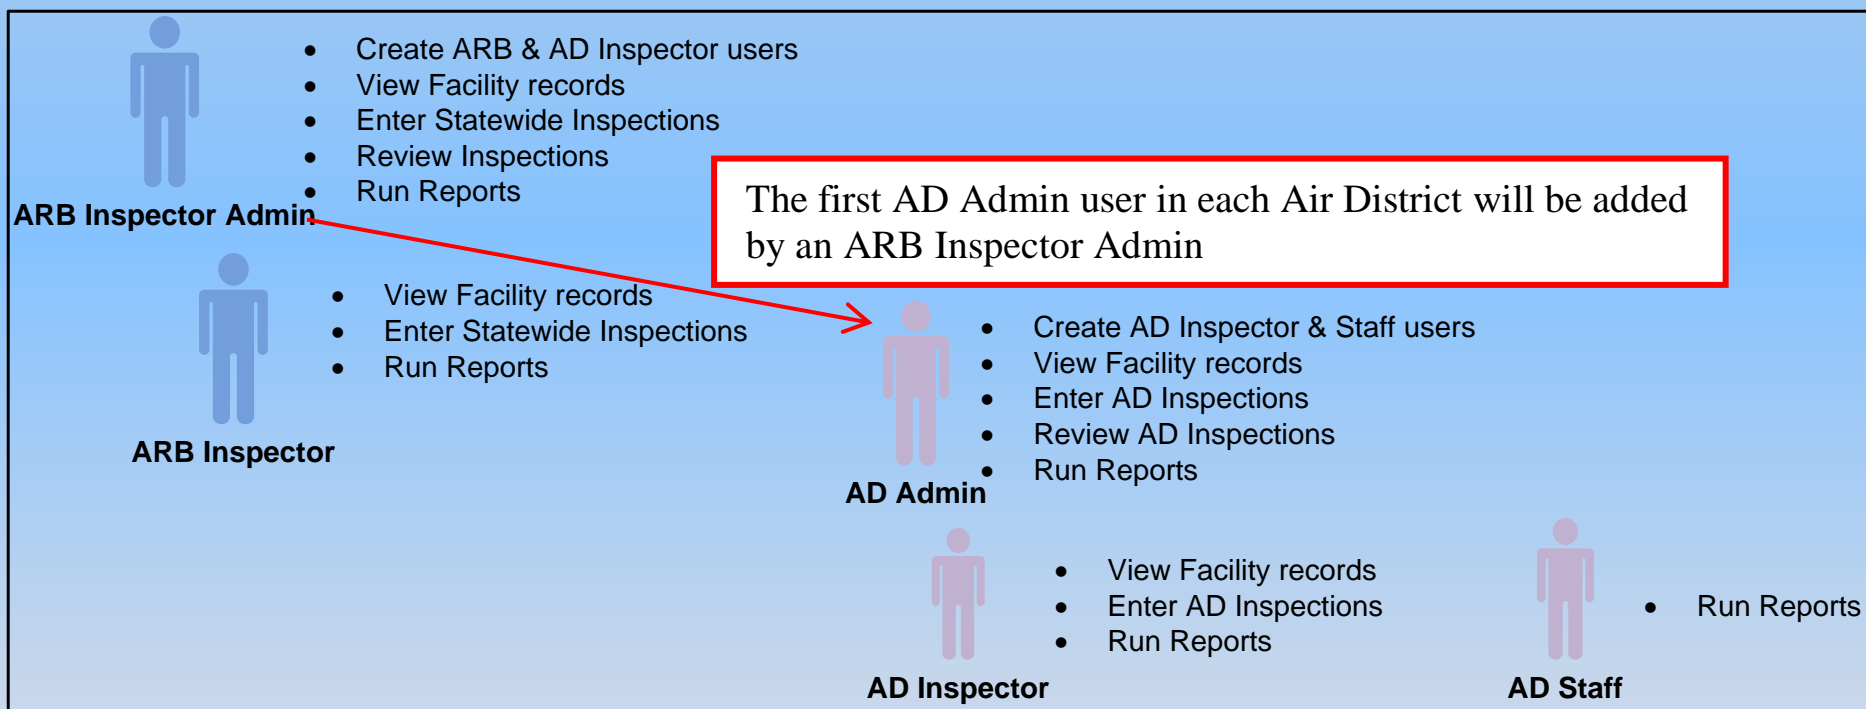 • Create ARB & AD Inspector users
• View Facility records
• Enter Statewide Inspections
• Review Inspections
• Run Reports
ARB Inspector Admin
The first AD Admin user in each Air District will be added
by an ARB Inspector Admin
• View Facility records
• Enter Statewide Inspections
• Run Reports
ARB Inspector
• Create AD Inspector & Staff users
• View Facility records
• Enter AD Inspections
• Review AD Inspections
• Run Reports
AD Admin
• View Facility records
• Enter AD Inspections
• Run Reports
AD Inspector
• Run Reports
AD Staff